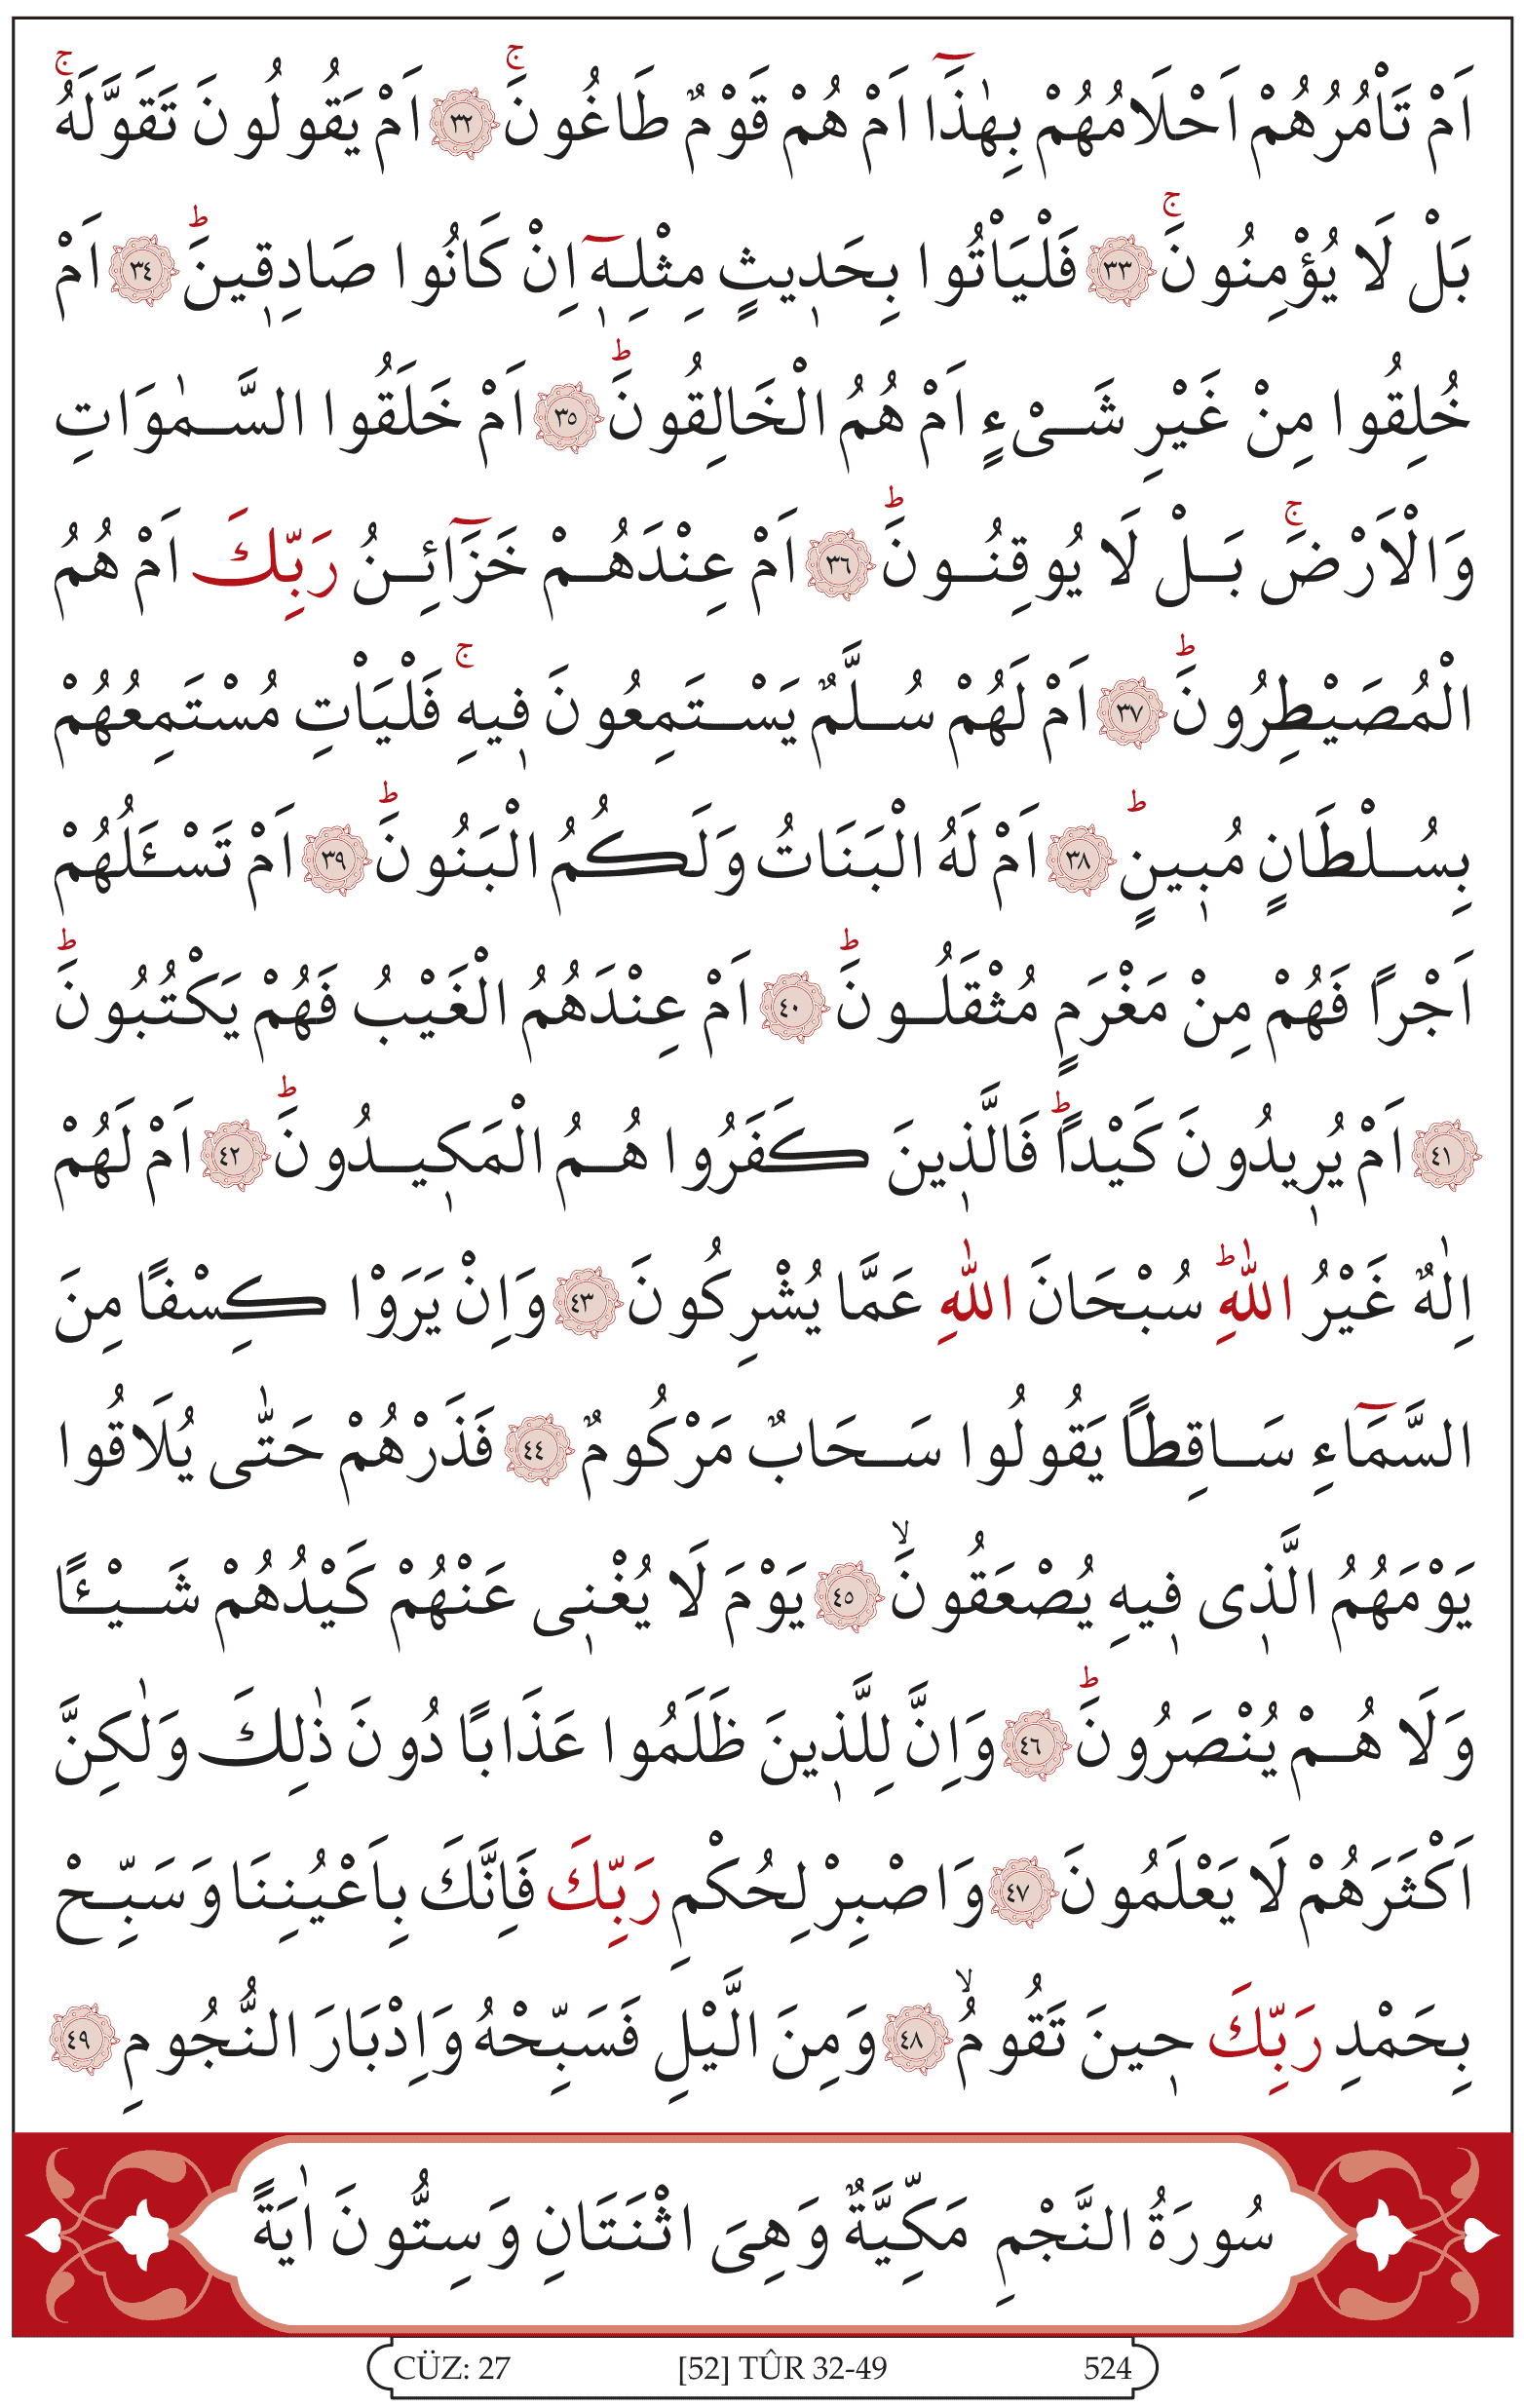 اَمْ تَأْمُرُهُمْ اَحْلَامُهُمْ بِهٰذَٓا اَمْ هُمْ قَوْمٌ طَاغُونَۚ ﴿٣٢﴾ اَمْ يَقُولُونَ تَقَوَّلَهُۚ
بَلْ لَا يُؤْمِنُونَۚ ﴿٣٣﴾ فَلْيَأْتُوا بِحَد۪يثٍ مِثْلِه۪ٓ اِنْ كَانُوا صَادِق۪ينَۜ ﴿٣٤﴾ اَمْ
خُلِقُوا مِنْ غَيْرِ شَىْءٍ اَمْ هُمُ الْخَالِقُونَۜ ﴿٣٥﴾ اَمْ خَلَقُوا السَّمٰوَاتِ
وَالْاَرْضَۚ بَلْ لَا يُوقِنُونَۜ ﴿٣٦﴾ اَمْ عِنْدَهُمْ خَزَٓائِنُ رَبِّكَ اَمْ هُمُ
الْمُصَيْطِرُونَۜ ﴿٣٧﴾ اَمْ لَهُمْ سُلَّمٌ يَسْتَمِعُونَ ف۪يهِۚ فَلْيَأْتِ مُسْتَمِعُهُمْ
بِسُلْطَانٍ مُب۪ينٍۜ ﴿٣٨﴾ اَمْ لَهُ الْبَنَاتُ وَلَكُمُ الْبَنُونَۜ ﴿٣٩﴾ اَمْ تَسْـَٔلُهُمْ
اَجْرًا فَهُمْ مِنْ مَغْرَمٍ مُثْقَلُونَۜ ﴿٤٠﴾ اَمْ عِنْدَهُمُ الْغَيْبُ فَهُمْ يَكْتُبُونَۜ
﴿٤١﴾ اَمْ يُر۪يدُونَ كَيْدًاۜ فَالَّذ۪ينَ كَفَرُوا هُمُ الْمَك۪يدُونَۜ ﴿٤٢﴾ اَمْ لَهُمْ
اِلٰهٌ غَيْرُ اللّٰهِۜ سُبْحَانَ اللّٰهِ عَمَّا يُشْرِكُونَ ﴿٤٣﴾ وَاِنْ يَرَوْا كِسْفًا مِنَ
السَّمَٓاءِ سَاقِطًا يَقُولُوا سَحَابٌ مَرْكُومٌ ﴿٤٤﴾ فَذَرْهُمْ حَتّٰى يُلَاقُوا
يَوْمَهُمُ الَّذ۪ى ف۪يهِ يُصْعَقُونَۙ ﴿٤٥﴾ يَوْمَ لَا يُغْن۪ى عَنْهُمْ كَيْدُهُمْ شَيْـًٔا
وَلَا هُمْ يُنْصَرُونَۜ ﴿٤٦﴾ وَاِنَّ لِلَّذ۪ينَ ظَلَمُوا عَذَابًا دُونَ ذٰلِكَ وَلٰكِنَّ
اَكْثَرَهُمْ لَا يَعْلَمُونَ ﴿٤٧﴾ وَاصْبِرْ لِحُكْمِ رَبِّكَ فَاِنَّكَ بِاَعْيُنِنَا وَسَبِّحْ
بِحَمْدِ رَبِّكَ ح۪ينَ تَقُومُۙ ﴿٤٨﴾ وَمِنَ الَّيْلِ فَسَبِّحْهُ وَاِدْبَارَ النُّجُومِ ﴿٤٩﴾
سُورَةُ النَّجْمِ مَكِّيَّةٌ وَهِىَ اثْنَتَانِ وَسِتُّونَ اٰيَةً
CÜZ: 27 [52] TÛR 32-49 524